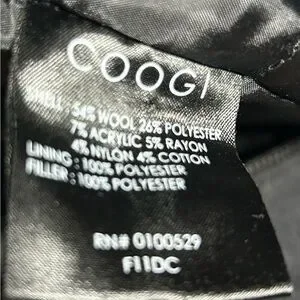 COOGI
SHELL: 54% WOOL 26% POLYESTER
7% ACRYLIC 5% RAYON
4% NYLON 4% COTTON
LINING: 100% POLYESTER
FILLER: 100% POLYESTER
RN# 0100529
F11DC